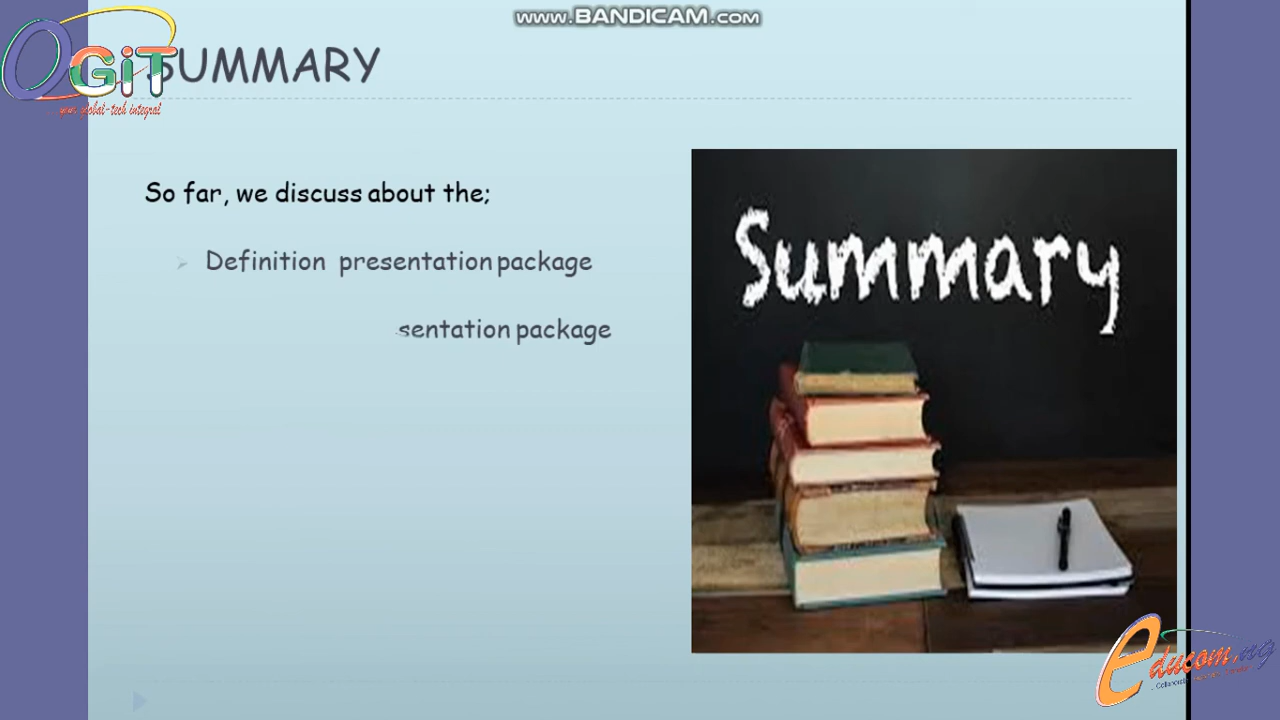 www.BANDICAM.com
OGiT
your global-tech integral
SUMMARY
So far, we discuss about the;
Definition presentation package
sentation package
Summary
Educom.ng